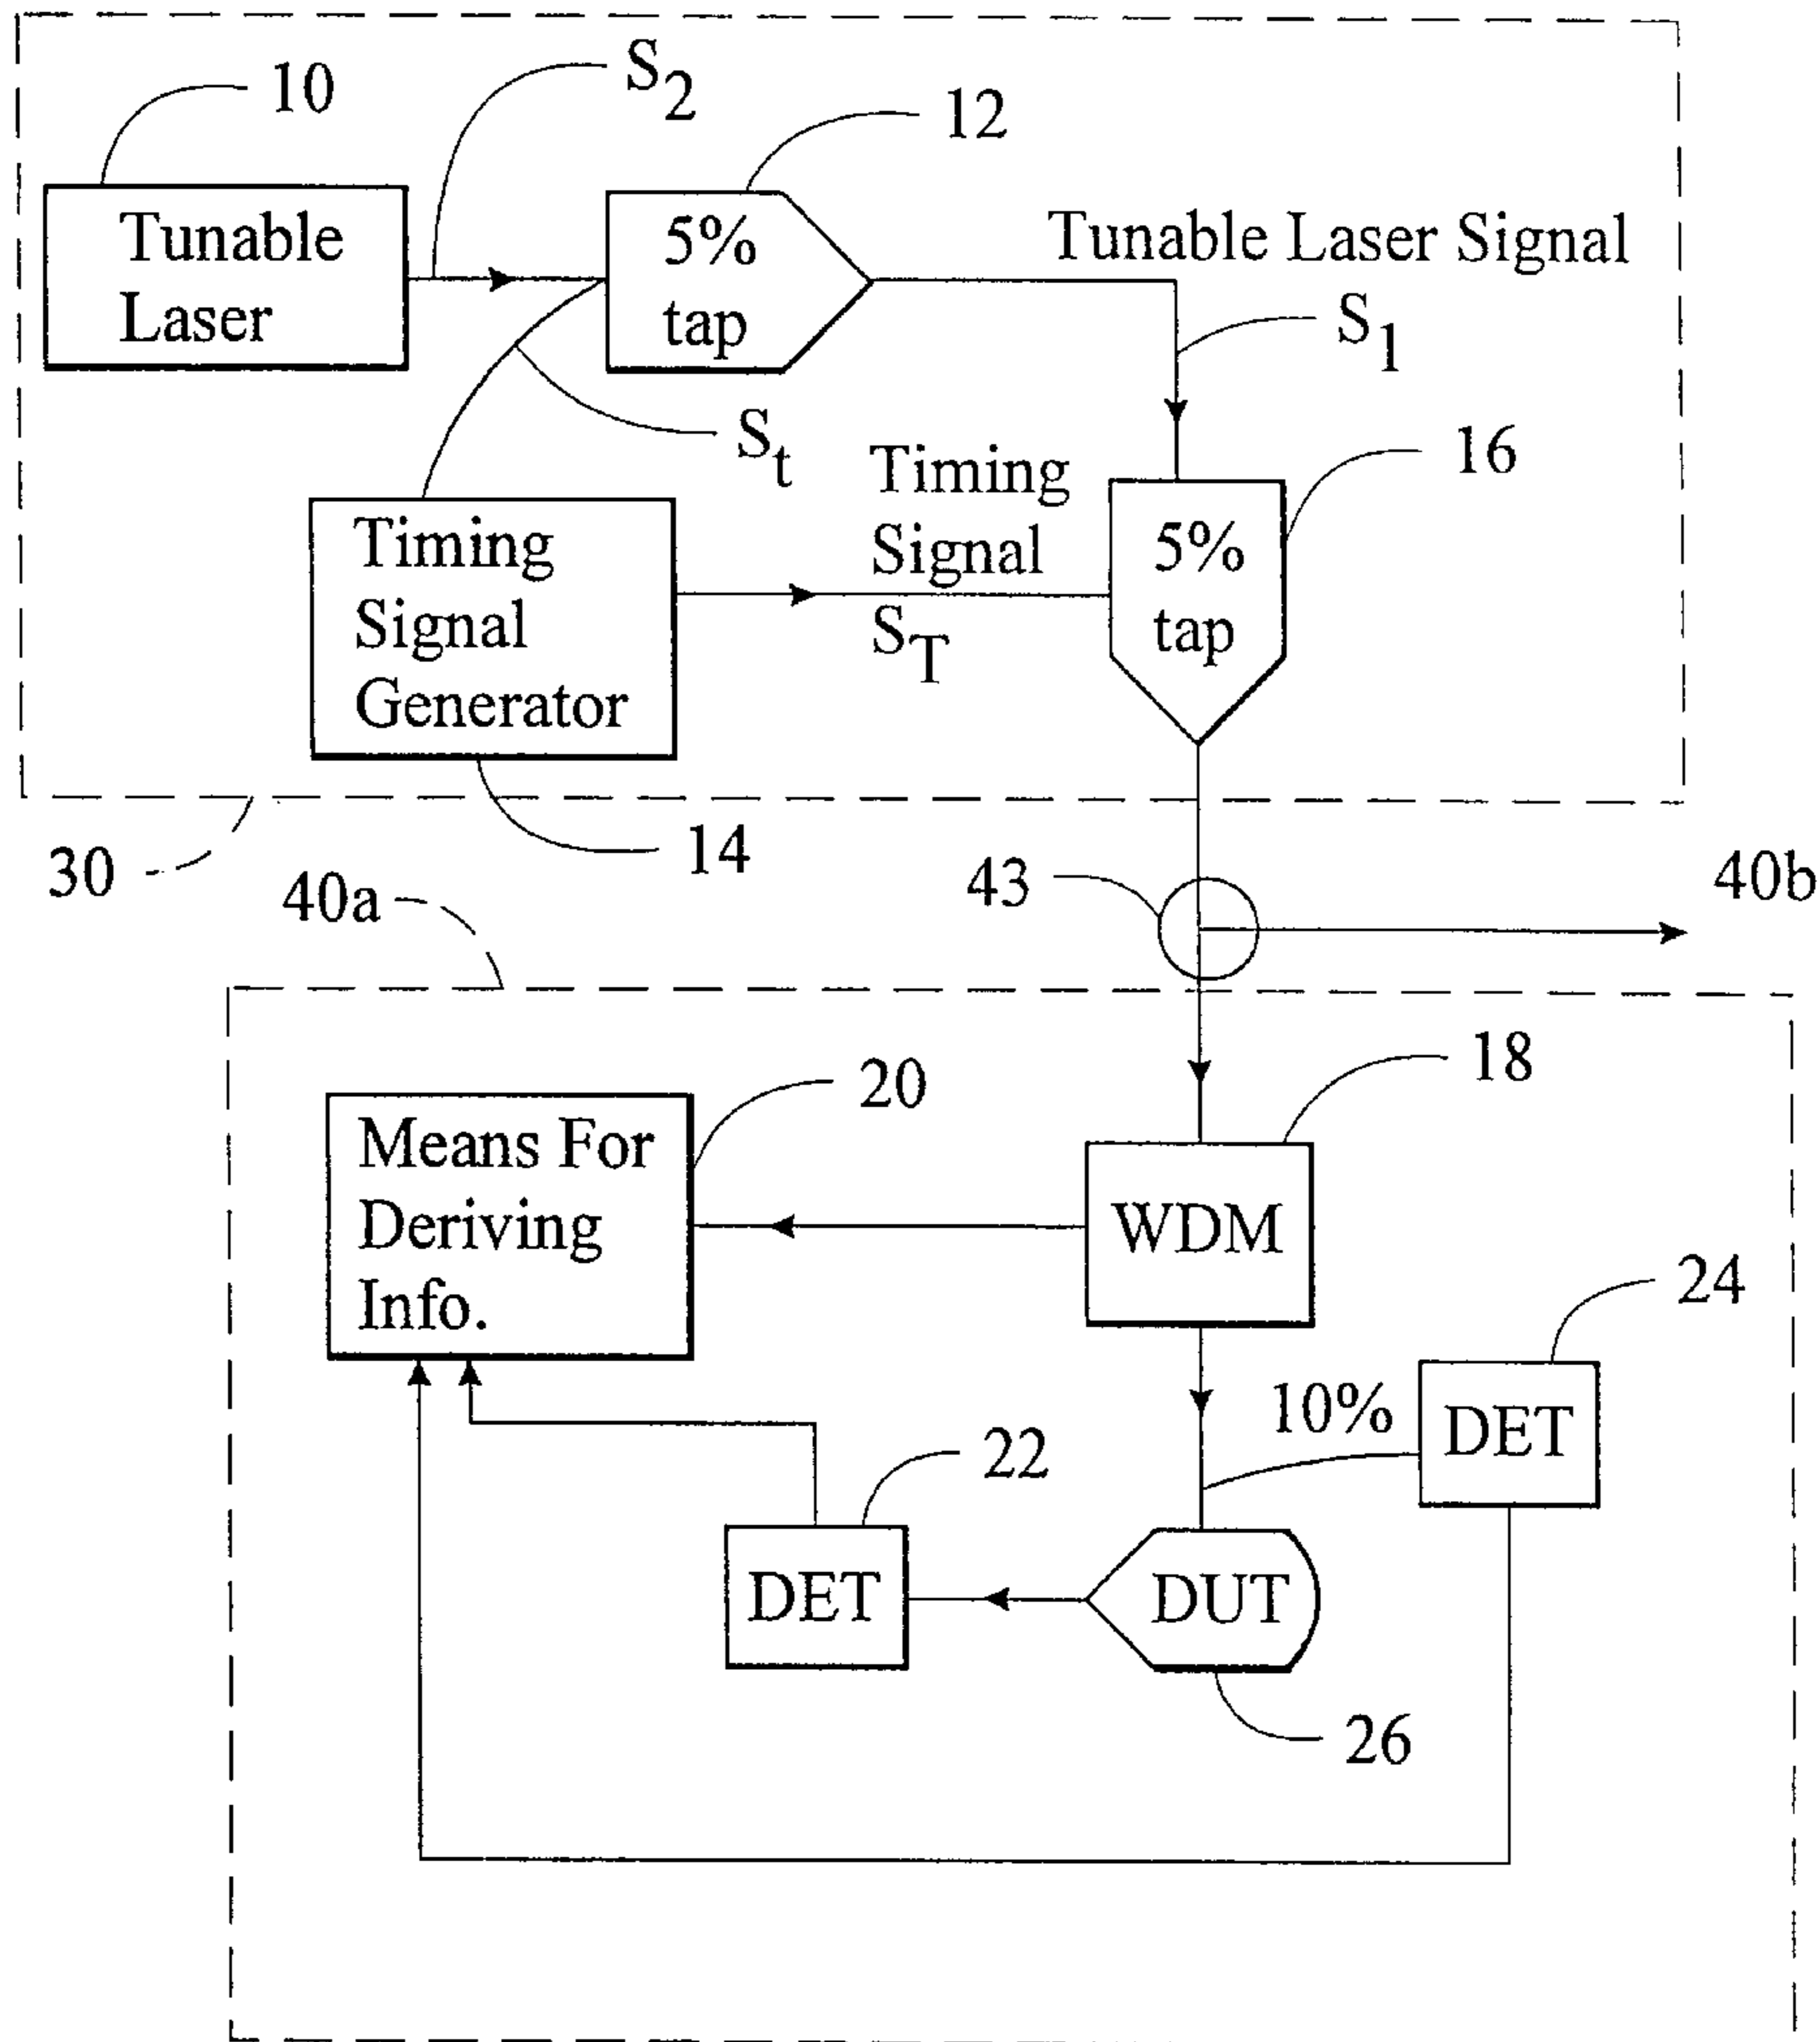 10
S2
12
Tunable
Laser
5%
tap
Tunable Laser Signal
S1
St
Timing
Signal
ST
16
5%
tap
Timing
Signal
Generator
14
30
40a
43
40b
18
20
Means For
Deriving
Info.
WDM
24
10%
DET
22
DET
DUT
26